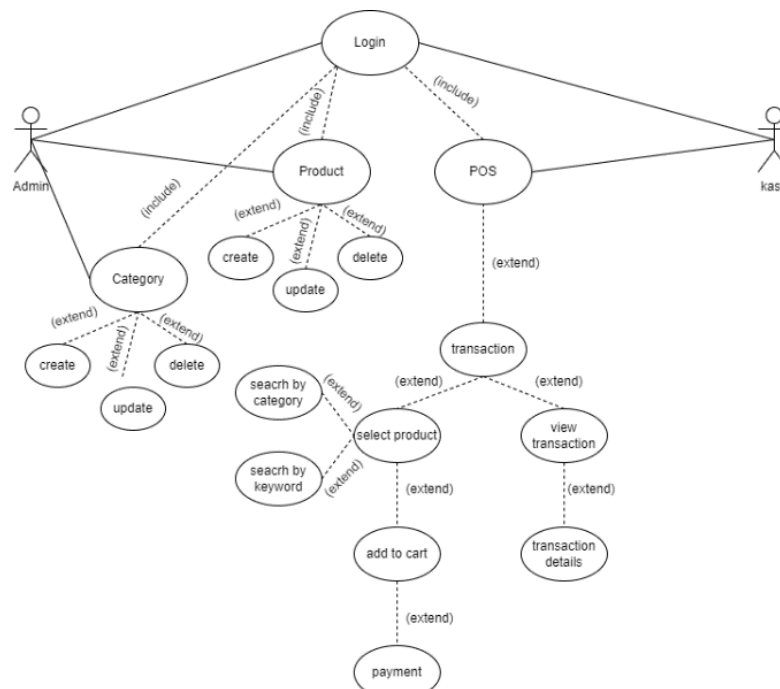 Login
(include)
(include)
(include)
Admin
kas
Product
POS
(extend)
(extend)
(extend)
create
update
delete
(extend)
Category
(extend)
(extend)
(extend)
create
update
delete
transaction
(extend)
(extend)
seacrh by
category
(extend)
select product
view
transaction
seacrh by
keyword
(extend)
(extend)
(extend)
add to cart
transaction
details
(extend)
payment